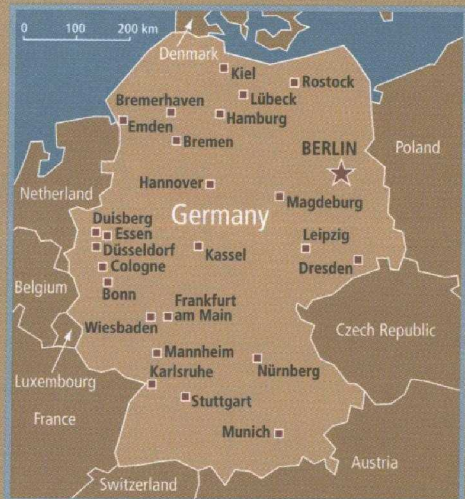 0 100 200 km
Denmark
Kiel
Rostock
Lübeck
Bremerhaven
Hamburg
Emden
Bremen
BERLIN
Poland
Hannover
Netherland
Magdeburg
Germany
Duisberg
Essen
Düsseldorf
Kassel
Leipzig
Cologne
Dresden
Belgium
Bonn
Frankfurt
am Main
Wiesbaden
Czech Republic
Mannheim
Nürnberg
Karlsruhe
Luxembourg
Stuttgart
France
Munich
Austria
Switzerland